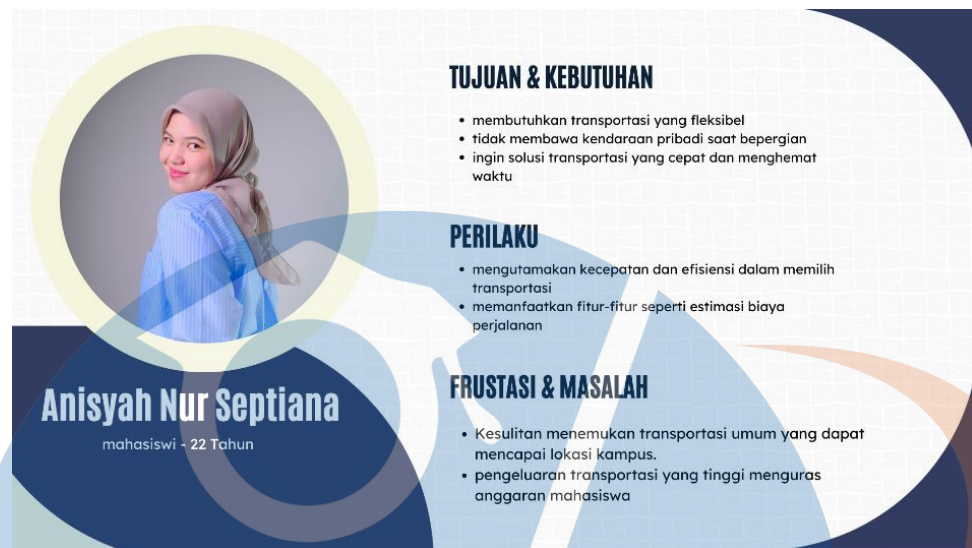 TUJUAN & KEBUTUHAN
membutuhkan transportasi yang fleksibel
tidak membawa kendaraan pribadi saat bepergian
ingin solusi transportasi yang cepat dan menghemat
waktu
PERILAKU
mengutamakan kecepatan dan efisiensi dalam memilih
transportasi
memanfaatkan fitur-fitur seperti estimasi biaya
perjalanan
FRUSTASI & MASALAH
Kesulitan menemukan transportasi umum yang dapat
mencapai lokasi kampus.
pengeluaran transportasi yang tinggi menguras
anggaran mahasiswa
Anisyah Nur Septiana
mahasiswi - 22 Tahun